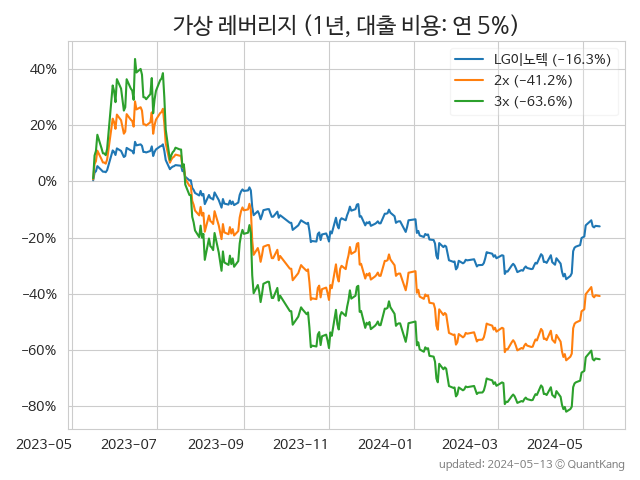 가상 레버리지 (1년, 대출 비용: 연 5%)
LG이노텍 (−16.3%)
2x (−41.2%)
3x (−63.6%)
40%
20%
0%
−20%
−40%
−60%
−80%
2023-05 2023-07 2023-09 2023-11 2024-01 2024-03 2024-05
updated: 2024-05-13 © QuantKang